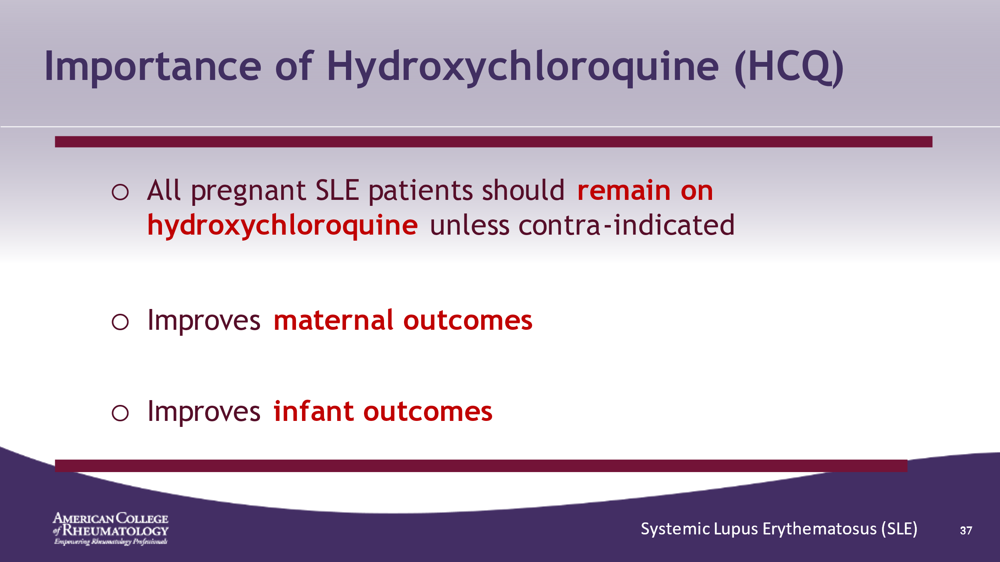 Importance of Hydroxychloroquine (HCQ)
○ All pregnant SLE patients should remain on
hydroxychloroquine unless contra-indicated
○ Improves maternal outcomes
○ Improves infant outcomes
AMERICAN COLLEGE
of RHEUMATOLOGY
Empowering Rheumatology Professionals
Systemic Lupus Erythematosus (SLE) 37